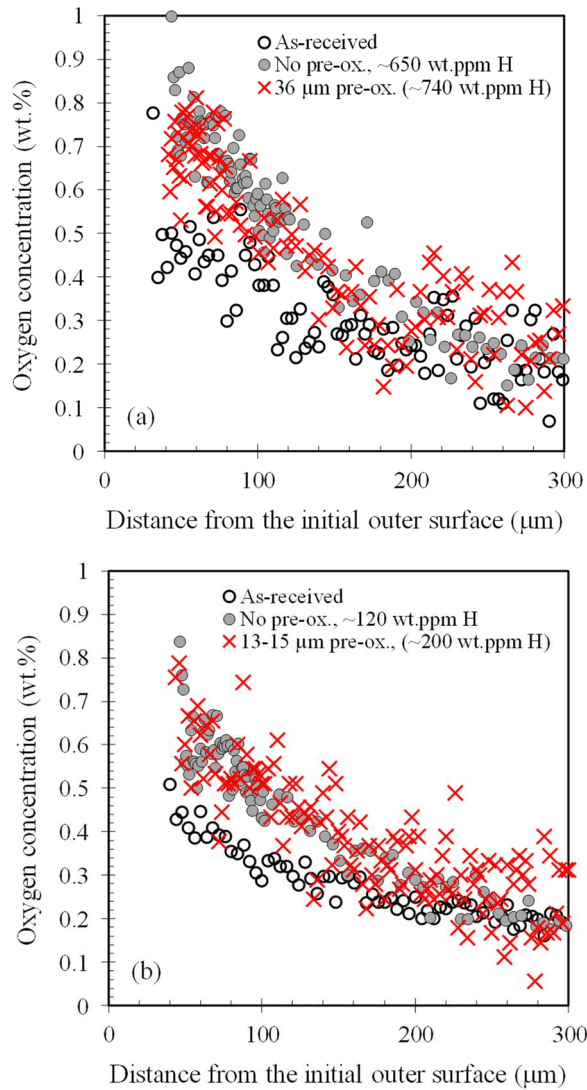 1
0.9
0.8
0.7
0.6
0.5
0.4
0.3
0.2
0.1
0
Oxygen concentration (wt.%)
As-received
No pre-ox., ~650 wt.ppm H
36 µm pre-ox. (~740 wt.ppm H)
(a)
0 100 200 300
Distance from the initial outer surface (µm)
1
0.9
0.8
0.7
0.6
0.5
0.4
0.3
0.2
0.1
0
Oxygen concentration (wt.%)
As-received
No pre-ox., ~120 wt.ppm H
13-15 µm pre-ox., (~200 wt.ppm H)
(b)
0 100 200 300
Distance from the initial outer surface (µm)